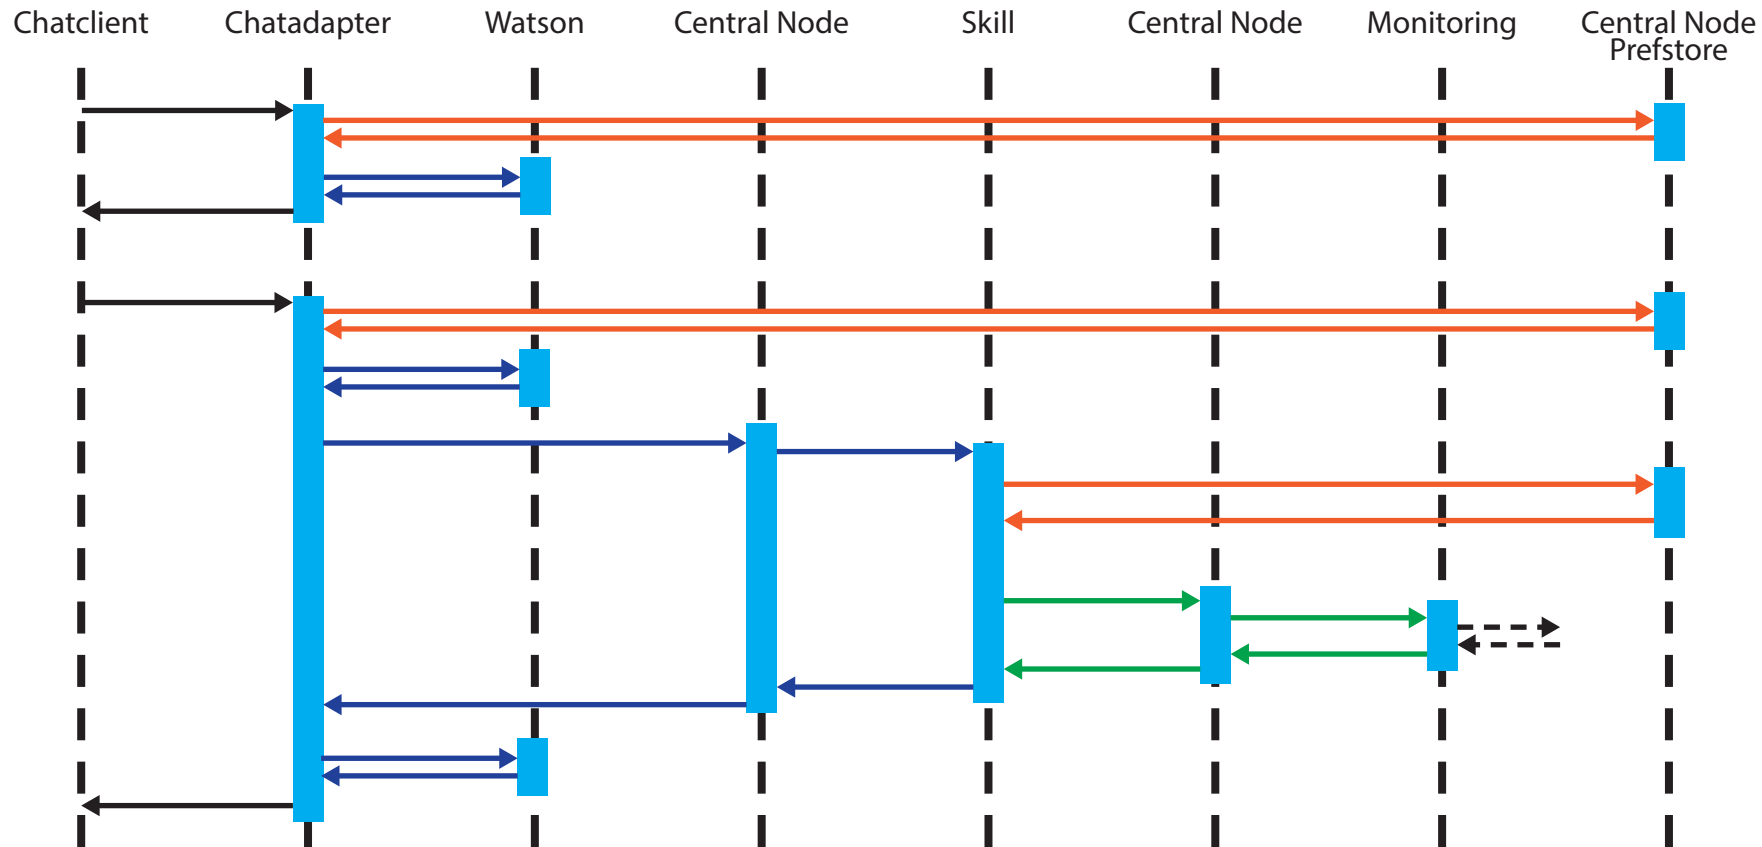 Chatclient
Chatadapter
Watson
Central Node
Skill
Central Node
Monitoring
Central Node
Prefstore